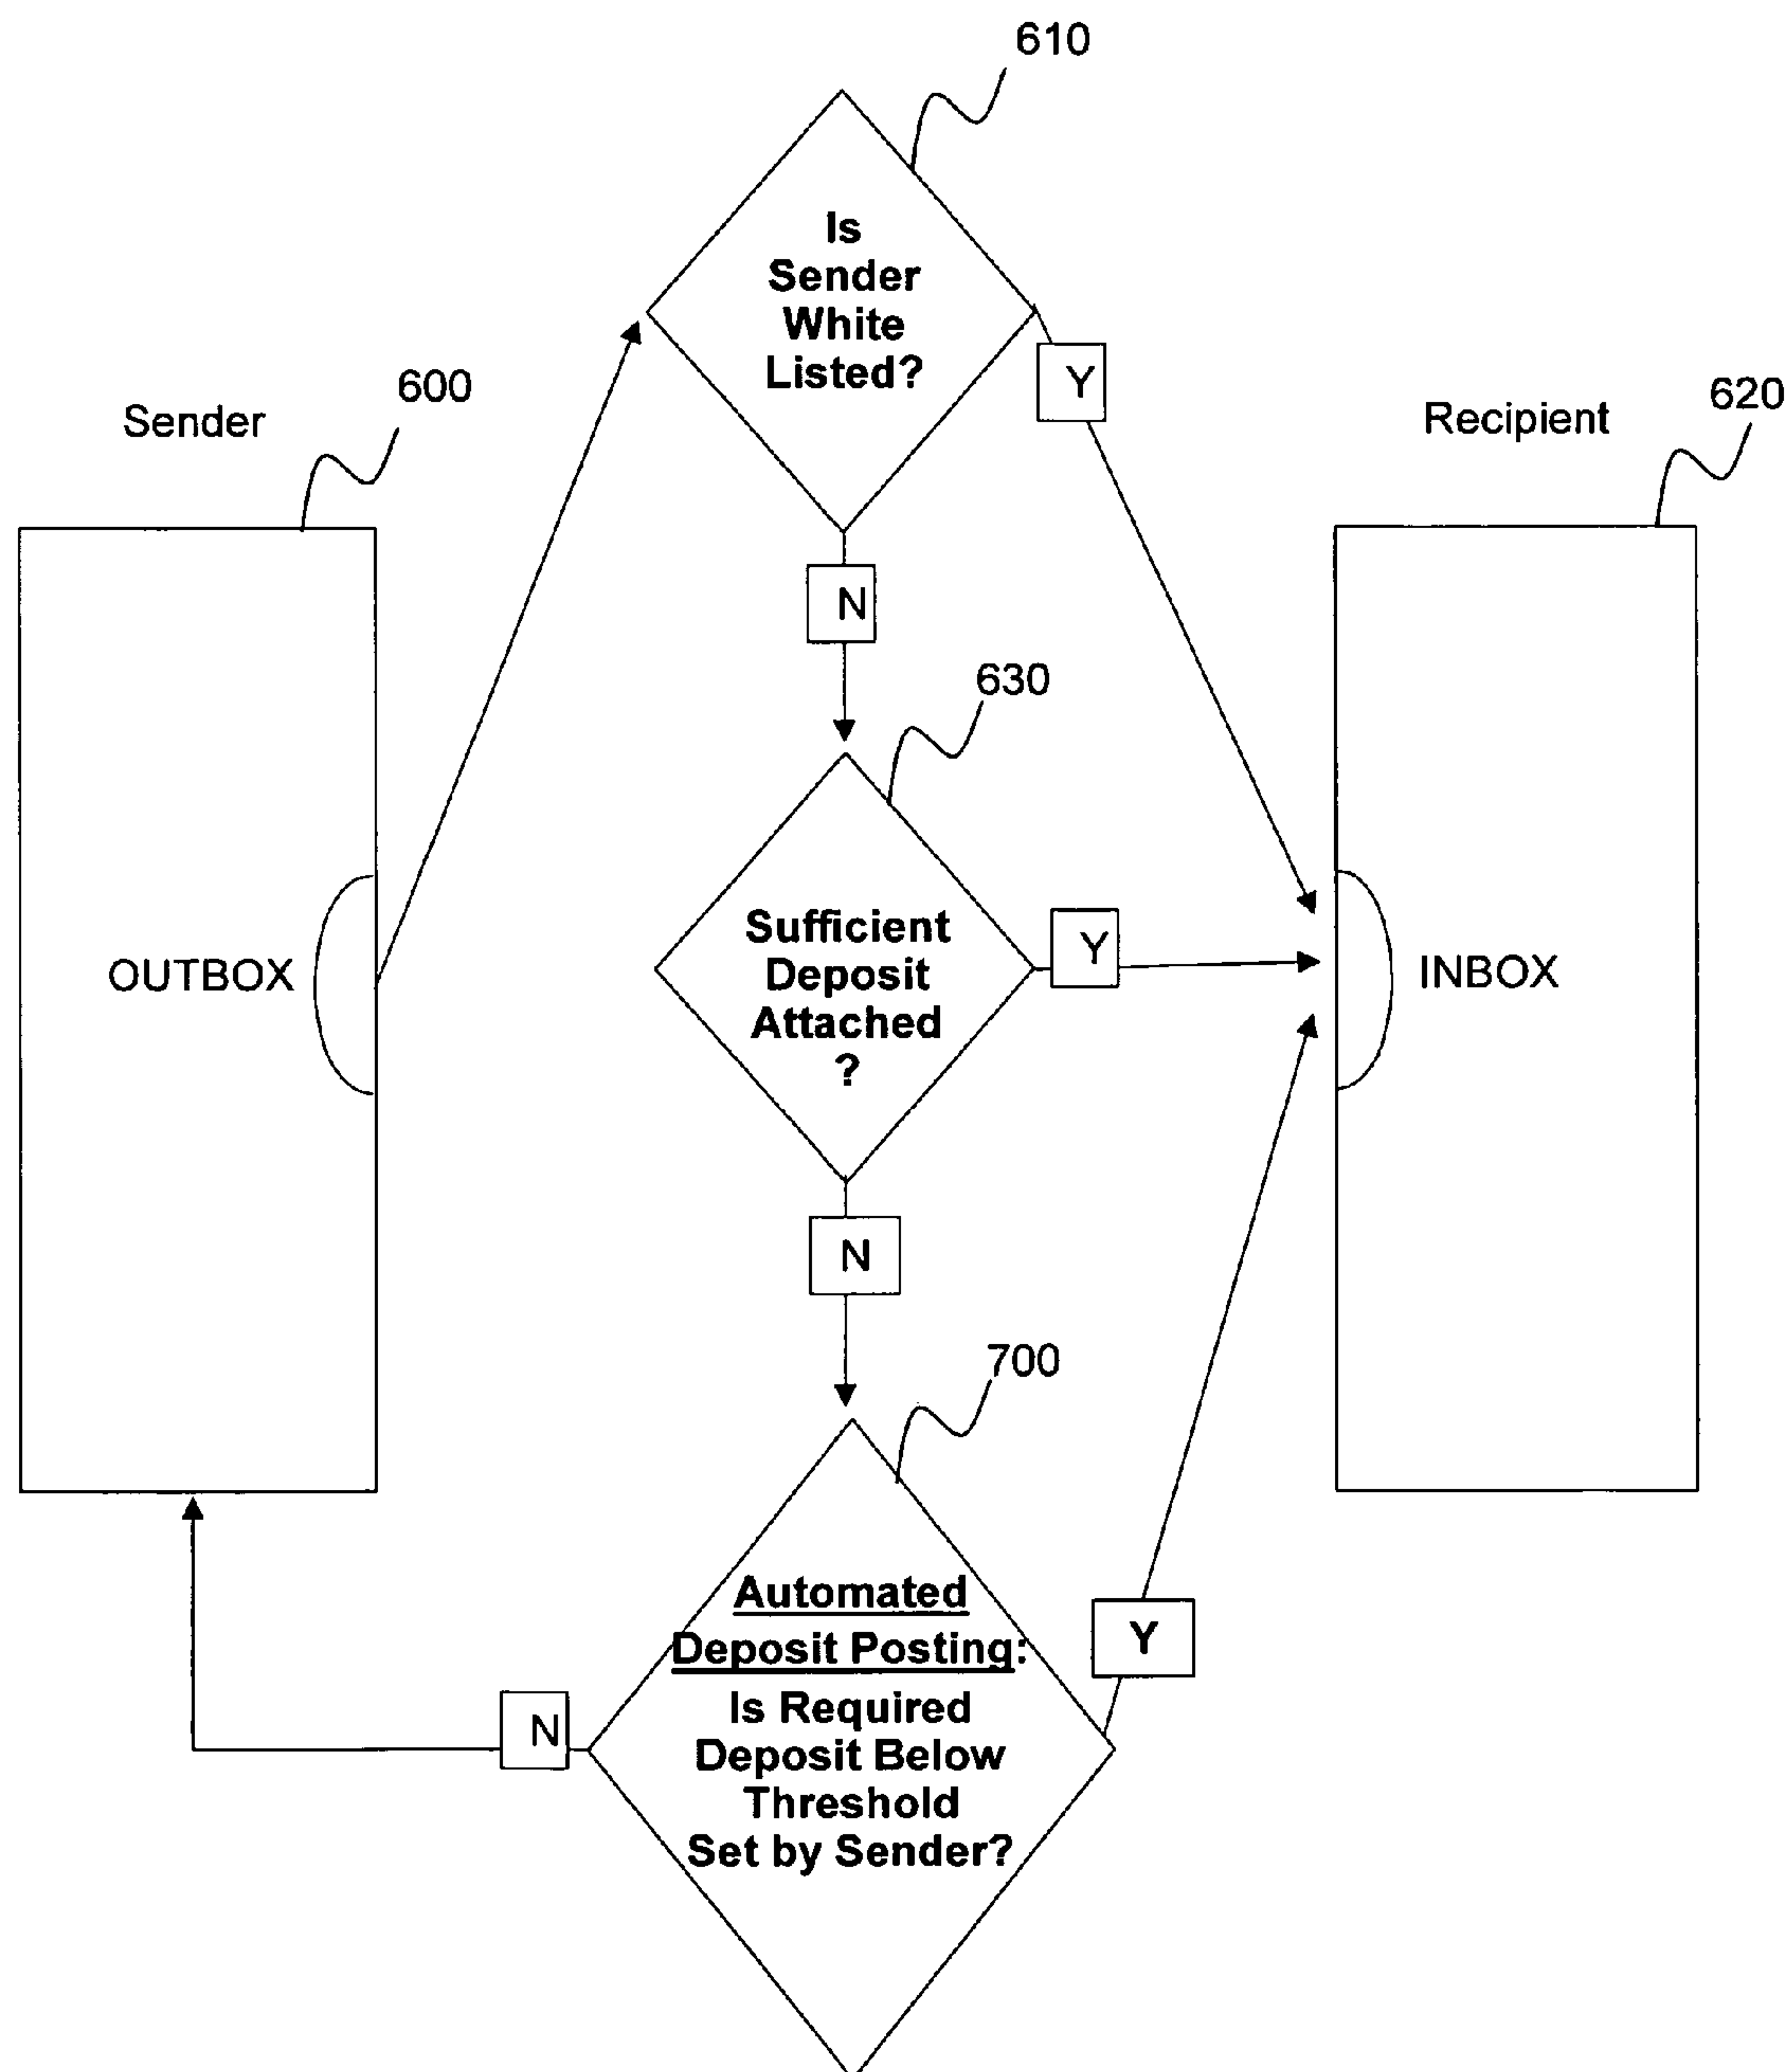 610
Is
Sender
White
Listed?
Y
600
Sender
Recipient
620
N
630
Sufficient
Deposit
Attached
?
Y
OUTBOX
INBOX
N
700
Automated
Deposit Posting:
Is Required
Deposit Below
Threshold
Set by Sender?
Y
N